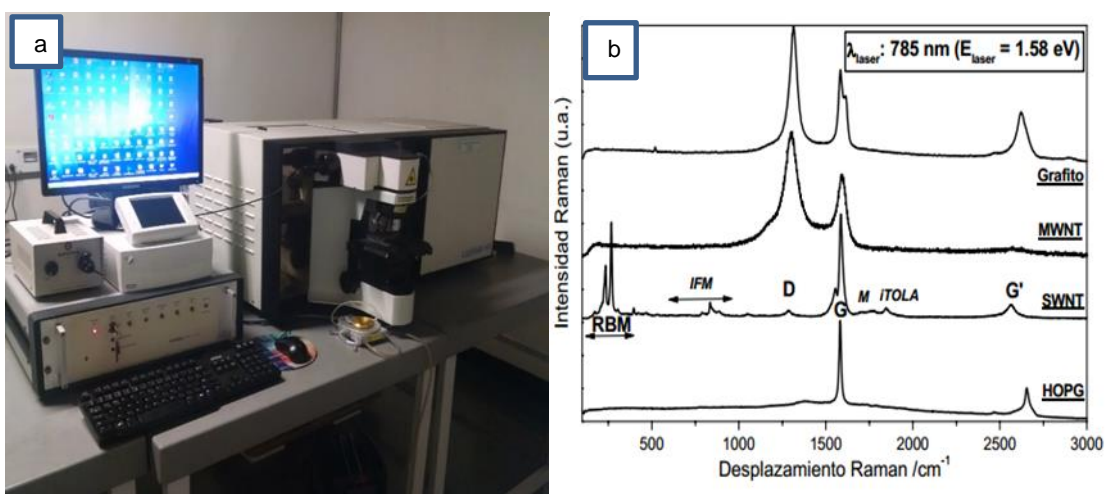 a
b
λlaser: 785 nm (Elaser = 1.58 eV)
Intensidad Raman (u.a.)
Grafito
MWNT
IFM
D
M
iTOLA
G'
G
SWNT
RBM
HOPG
500
1000
1500
2000
2500
3000
Desplazamiento Raman /cm-1